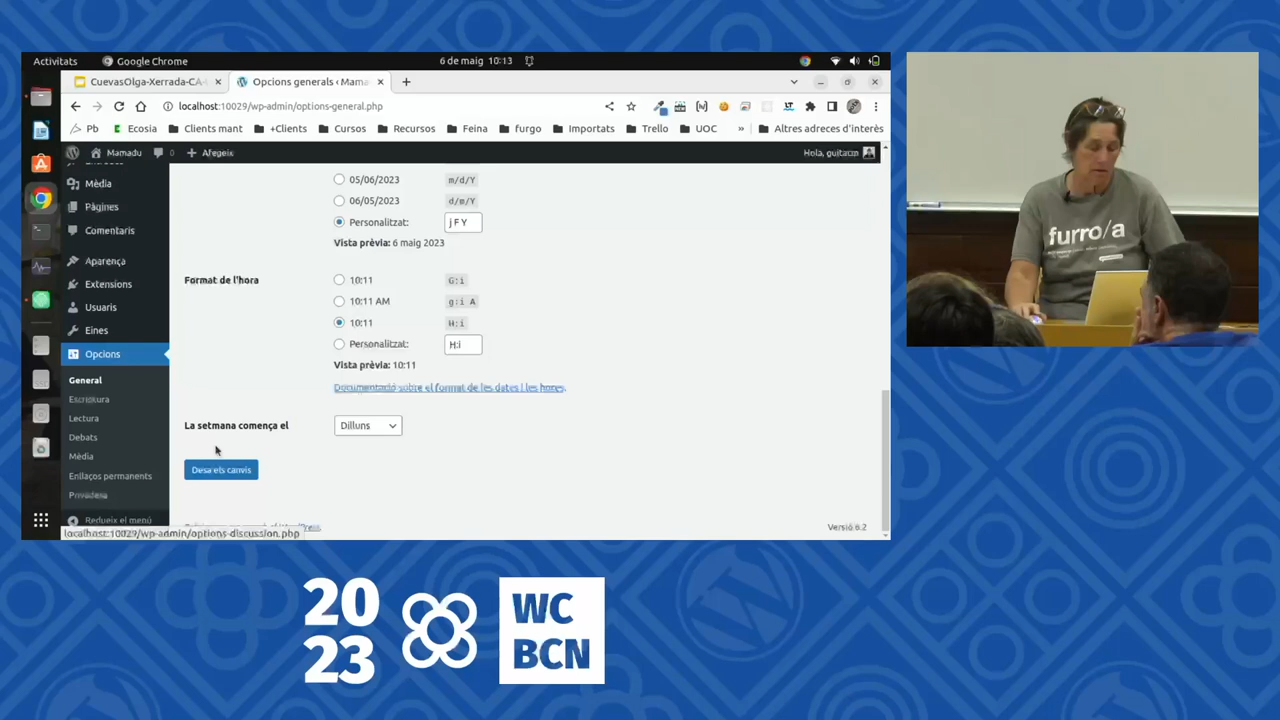 Activitats
Google Chrome
6 de maig 10:13
CuevasOlga-Xerrada-CA-
Opcions generals ‹ Mama
localhost:10029/wp-admin/options-general.php
Pb
Ecosia
Clients mant
+Clients
Cursos
Recursos
Feina
furgo
Importats
Trello
UOC
»
Altres adreces d'interès
Mamadu
0
Afegeix
Hola, guitarm
Mèdia
Pàgines
Comentaris
Aparença
Extensions
Usuaris
Eines
Opcions
General
Escriptura
Lectura
Debats
Mèdia
Enllaços permanents
Privadesa
Redueix el menú
05/06/2023 m/d/Y
06/05/2023 d/m/Y
Personalitzat: j F Y
Vista prèvia: 6 maig 2023
Format de l'hora
10:11 G:i
10:11 AM g:i A
10:11 H:i
Personalitzat: H:i
Vista prèvia: 10:11
Documentació sobre el format de les dates i les hores.
La setmana comença el
Dilluns
Desa els canvis
Versió 6.2
localhost:10029/wp-admin/options-discussion.php
furro/a
2023
WC
BCN